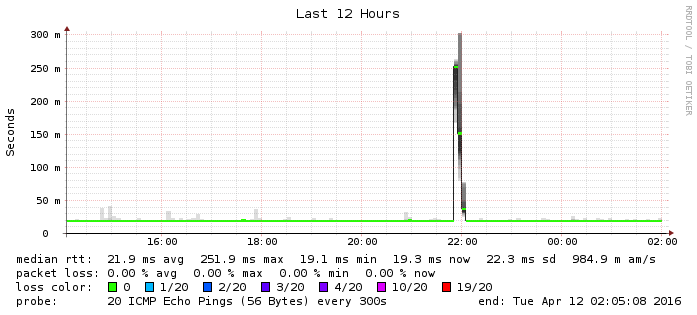 Last 12 Hours
RRDTOOL / TOBI OETIKER
Seconds
300 m
250 m
200 m
150 m
100 m
50 m
0
16:00 18:00 20:00 22:00 00:00 02:00
median rtt: 21.9 ms avg 251.9 ms max 19.1 ms min 19.3 ms now 22.3 ms sd 984.9 m am/s
packet loss: 0.00 % avg 0.00 % max 0.00 % min 0.00 % now
loss color: 0 1/20 2/20 3/20 4/20 10/20 19/20
probe: 20 ICMP Echo Pings (56 Bytes) every 300s end: Tue Apr 12 02:05:08 2016